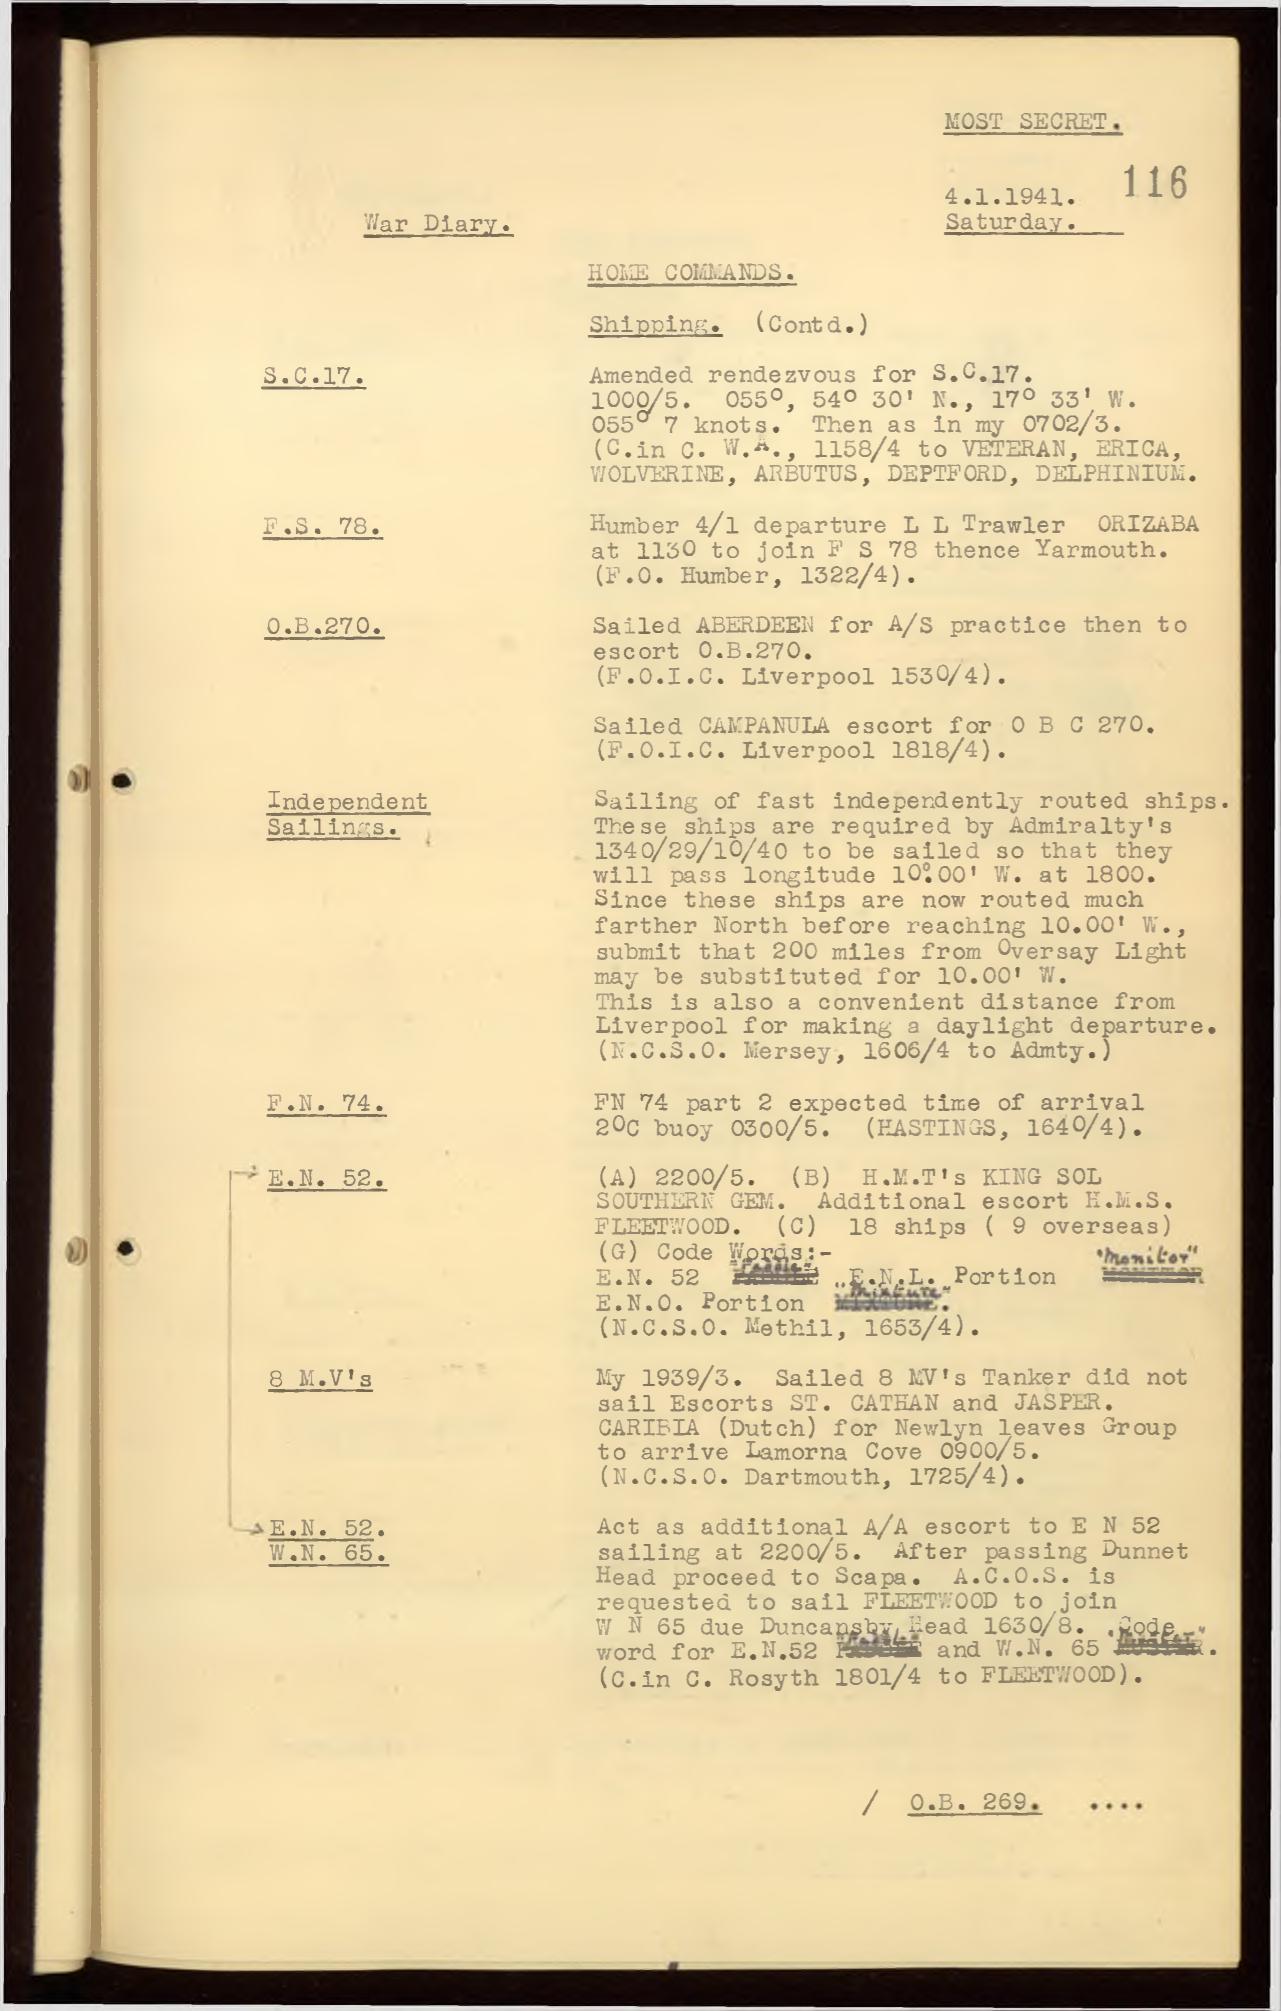 MOST SECRET.
116
4.1.1941.
War Diary.
Saturday.
HOME COMMANDS.
Shipping. (Contd.)
S.C.17.
Amended rendezvous for S.C.17.
1000/5. 055°, 54° 30' N., 17° 33' W.
055° 7 knots. Then as in my 0702/3.
(C.in C. W.A., 1158/4 to VETERAN, ERICA,
WOLVERINE, ARBUTUS, DEPTFORD, DELPHINIUM.
F.S. 78.
Humber 4/1 departure L L Trawler ORIZABA
at 1130 to join F S 78 thence Yarmouth.
(F.O. Humber, 1322/4).
O.B.270.
Sailed ABERDEEN for A/S practice then to
escort O.B.270.
(F.O.I.C. Liverpool 1530/4).
Sailed CAMPANULA escort for O B C 270.
(F.O.I.C. Liverpool 1818/4).
Independent
Sailings.
Sailing of fast independently routed ships.
These ships are required by Admiralty's
1340/29/10/40 to be sailed so that they
will pass longitude 10°.00' W. at 1800.
Since these ships are now routed much
farther North before reaching 10.00' W.,
submit that 200 miles from Oversay Light
may be substituted for 10.00' W.
This is also a convenient distance from
Liverpool for making a daylight departure.
(N.C.S.O. Mersey, 1606/4 to Admty.)
F.N. 74.
FN 74 part 2 expected time of arrival
20C buoy 0300/5. (HASTINGS, 1640/4).
E.N. 52.
(A) 2200/5. (B) H.M.T's KING SOL
SOUTHERN GEM. Additional escort H.M.S.
FLEETWOOD. (C) 18 ships ( 9 overseas)
(G) Code Words:-
E.N. 52 "Paddle" E.N.L. Portion "Monitor" MONITOR
E.N.O. Portion "Mixture" MIXTURE.
(N.C.S.O. Methil, 1653/4).
8 M.V's
My 1939/3. Sailed 8 MV's Tanker did not
sail Escorts ST. CATHAN and JASPER.
CARIBIA (Dutch) for Newlyn leaves Group
to arrive Lamorna Cove 0900/5.
(N.C.S.O. Dartmouth, 1725/4).
E.N. 52.
W.N. 65.
Act as additional A/A escort to E N 52
sailing at 2200/5. After passing Dunnet
Head proceed to Scapa. A.C.O.S. is
requested to sail FLEETWOOD to join
W N 65 due Duncansby Head 1630/8. Code
word for E.N.52 and W.N. 65 .
(C.in C. Rosyth 1801/4 to FLEETWOOD).
/ O.B. 269. ....